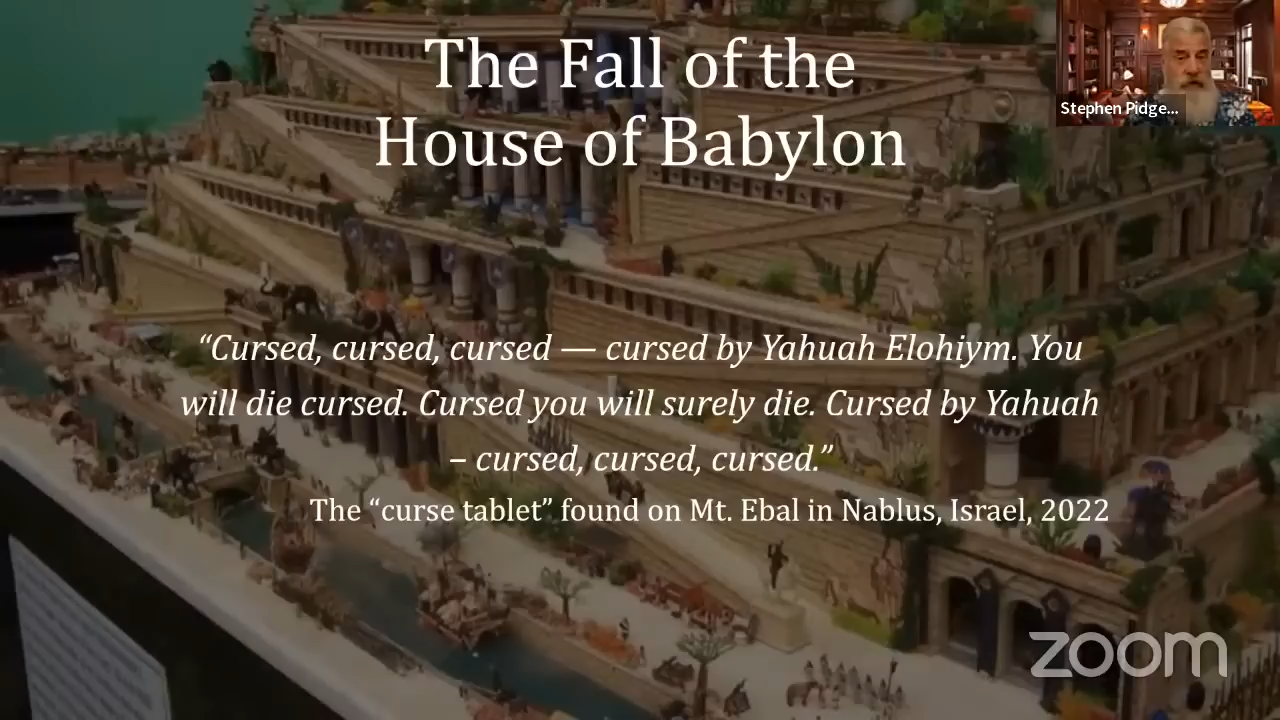 The Fall of the
House of Babylon
Stephen Pidge...
“Cursed, cursed, cursed — cursed by Yahuah Elohiym. You
will die cursed. Cursed you will surely die. Cursed by Yahuah
– cursed, cursed, cursed.”
The “curse tablet” found on Mt. Ebal in Nablus, Israel, 2022
zoom